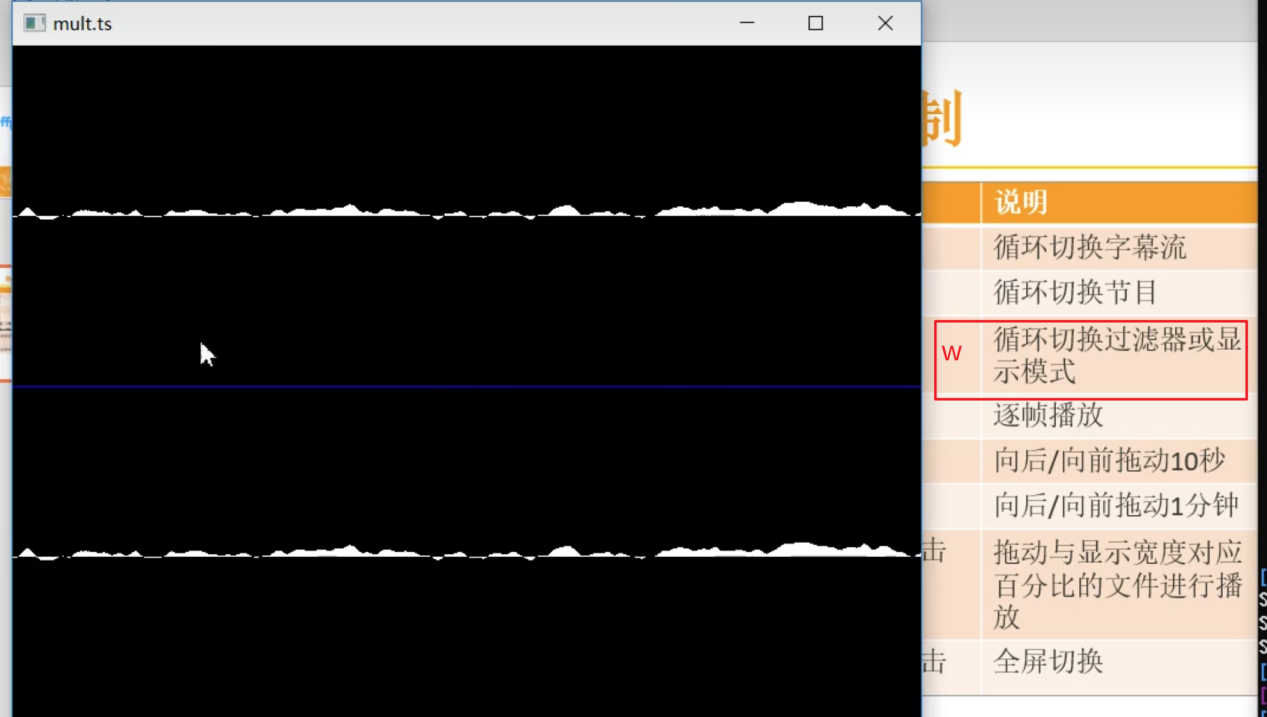 mult.ts
制
说明
循环切换字幕流
循环切换节目
W
循环切换过滤器或显
示模式
逐帧播放
向后/向前拖动10秒
向后/向前拖动1分钟
击
拖动与显示宽度对应
百分比的文件进行播
放
击
全屏切换